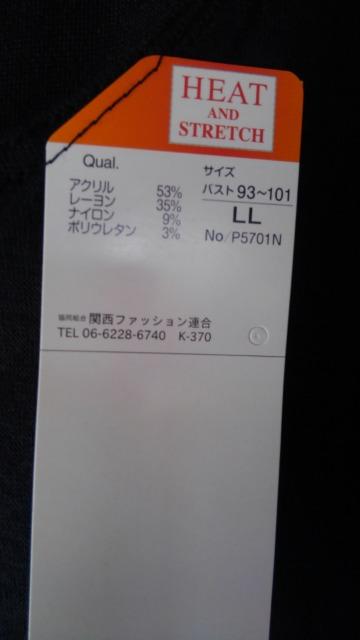 HEAT
AND
STRETCH
Qual.
アクリル 53%
レーヨン 35%
ナイロン 9%
ポリウレタン 3%
サイズ
バスト 93〜101
LL
No/P5701N
協同組合 関西ファッション連合
TEL 06-6228-6740 K-370